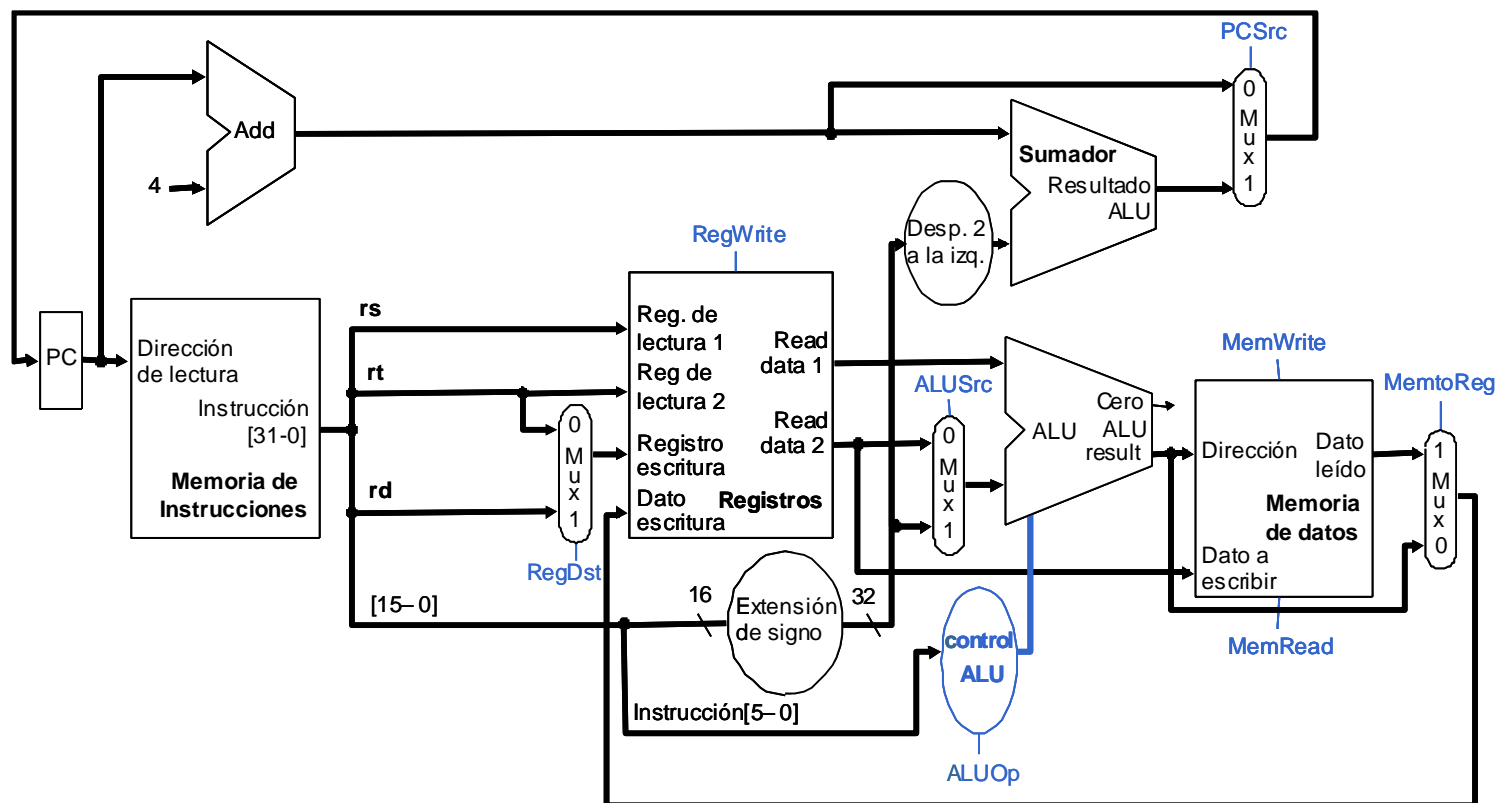 PCSrc
0
M
u
x
1
Add
4
Sumador
Resultado
ALU
Desp. 2
a la izq.
RegWrite
PC
Dirección
de lectura
Instrucción
[31-0]
Memoria de
Instrucciones
rs
rt
rd
[15–0]
0
M
u
x
1
RegDst
Reg. de
lectura 1
Reg de
lectura 2
Registro
escritura
Dato
escritura
Read
data 1
Read
data 2
Registros
16
Extensión
de signo
32
Instrucción[5–0]
ALUSrc
0
M
u
x
1
ALU
Cero
ALU
result
control
ALU
ALUOp
MemWrite
Dirección
Dato
leído
Memoria
de datos
Dato a
escribir
MemRead
MemtoReg
1
M
u
x
0